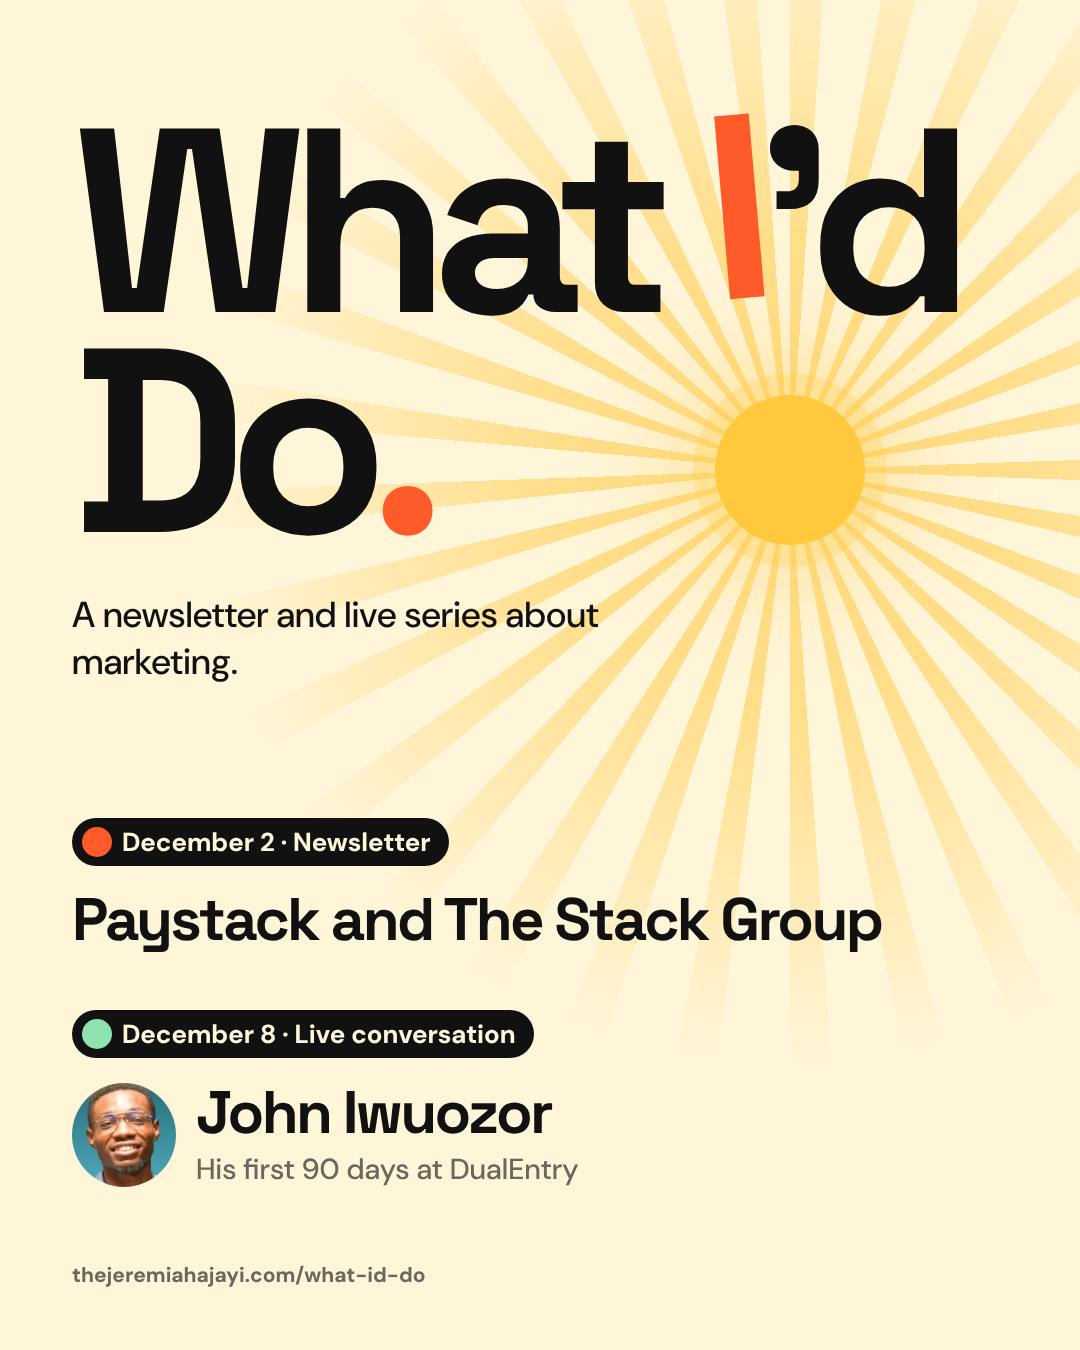 What I’d
Do.
A newsletter and live series about
marketing.
December 2 · Newsletter
Paystack and The Stack Group
December 8 · Live conversation
John Iwuozor
His first 90 days at DualEntry
thejeremiahajayi.com/what-id-do